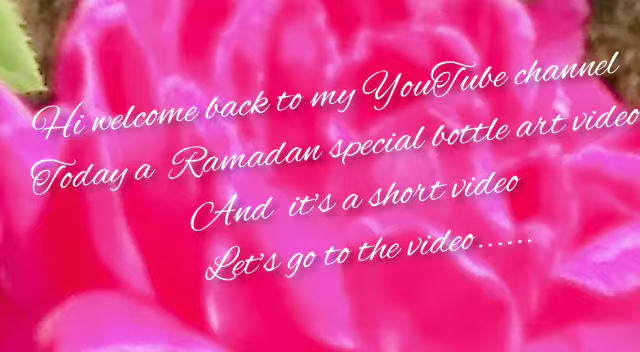 Hi welcome back to my YouTube channel
Today a Ramadan special bottle art video
And it's a short video
Let's go to the video......